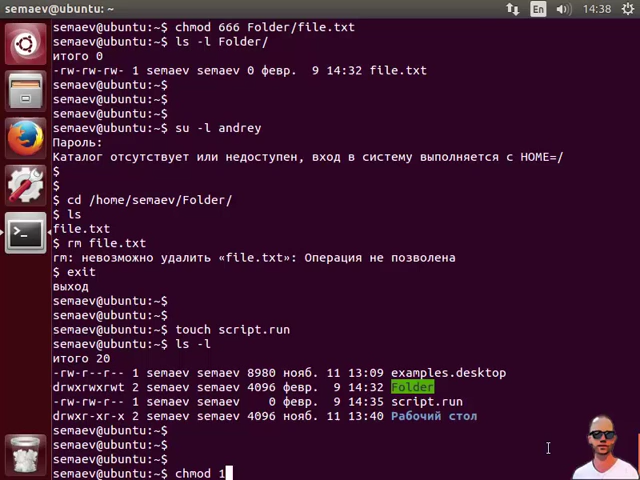 semaev@ubuntu: ~
En
14:38
semaev@ubuntu:~$ chmod 666 Folder/file.txt
semaev@ubuntu:~$ ls -l Folder/
итого 0
-rw-rw-rw- 1 semaev semaev 0 февр.  9 14:32 file.txt
semaev@ubuntu:~$
semaev@ubuntu:~$
semaev@ubuntu:~$
semaev@ubuntu:~$ su -l andrey
Пароль:
Каталог отсутствует или недоступен, вход в систему выполняется с HOME=/
$
$
$ cd /home/semaev/Folder/
$ ls
file.txt
$ rm file.txt
rm: невозможно удалить «file.txt»: Операция не позволена
$ exit
выход
semaev@ubuntu:~$
semaev@ubuntu:~$ touch script.run
semaev@ubuntu:~$ ls -l
итого 20
-rw-r--r-- 1 semaev semaev 8980 нояб. 11 13:09 examples.desktop
drwxrwxrwt 2 semaev semaev 4096 февр.  9 14:32 Folder
-rw-rw-r-- 1 semaev semaev    0 февр.  9 14:35 script.run
drwxr-xr-x 2 semaev semaev 4096 нояб. 11 13:40 Рабочий стол
semaev@ubuntu:~$
semaev@ubuntu:~$
semaev@ubuntu:~$
semaev@ubuntu:~$ chmod 1